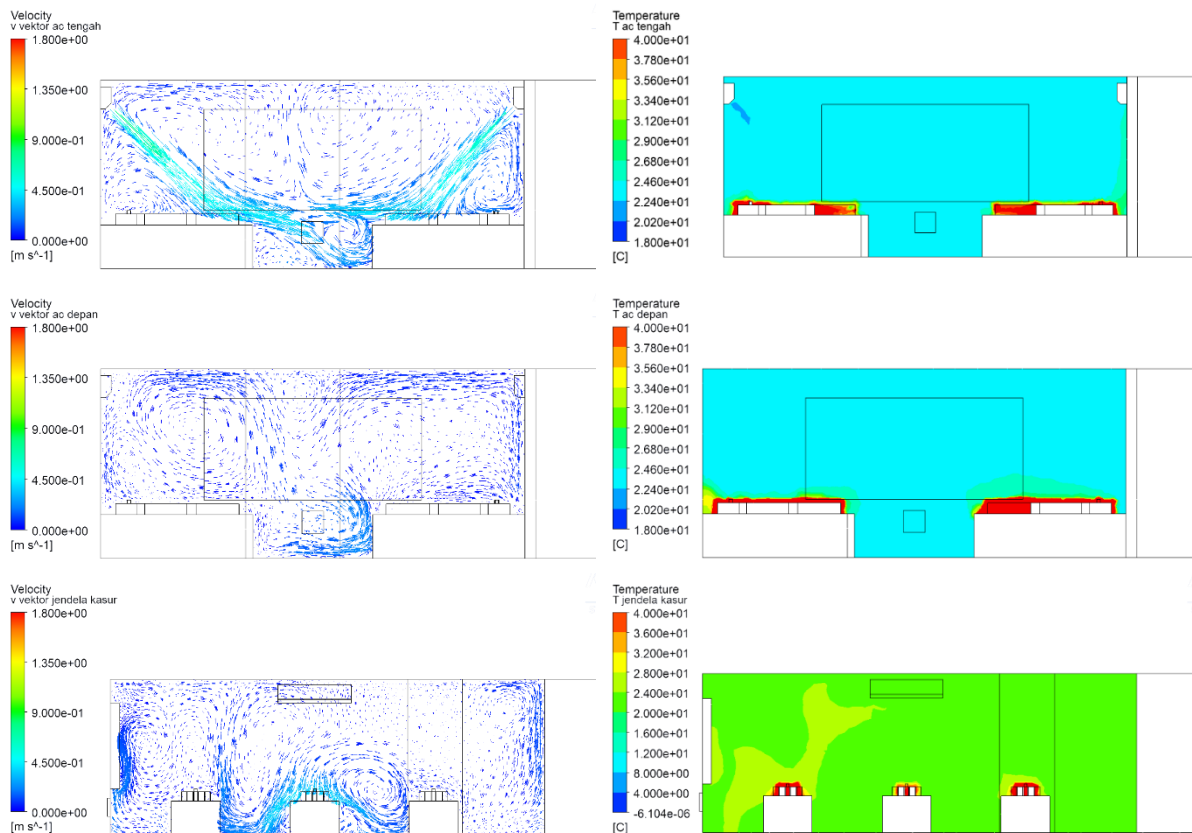 Velocity
v vektor ac tengah
1.800e+00
1.350e+00
9.000e-01
4.500e-01
0.000e+00
[m s^-1]
Temperature
T ac tengah
4.000e+01
3.780e+01
3.560e+01
3.340e+01
3.120e+01
2.900e+01
2.680e+01
2.460e+01
2.240e+01
2.020e+01
1.800e+01
[C]
Velocity
v vektor ac depan
1.800e+00
1.350e+00
9.000e-01
4.500e-01
0.000e+00
[m s^-1]
Temperature
T ac depan
4.000e+01
3.780e+01
3.560e+01
3.340e+01
3.120e+01
2.900e+01
2.680e+01
2.460e+01
2.240e+01
2.020e+01
1.800e+01
[C]
Velocity
v vektor jendela kasur
1.800e+00
1.350e+00
9.000e-01
4.500e-01
0.000e+00
[m s^-1]
Temperature
T jendela kasur
4.000e+01
3.600e+01
3.200e+01
2.800e+01
2.400e+01
2.000e+01
1.600e+01
1.200e+01
8.000e+00
4.000e+00
-6.104e-06
[C]